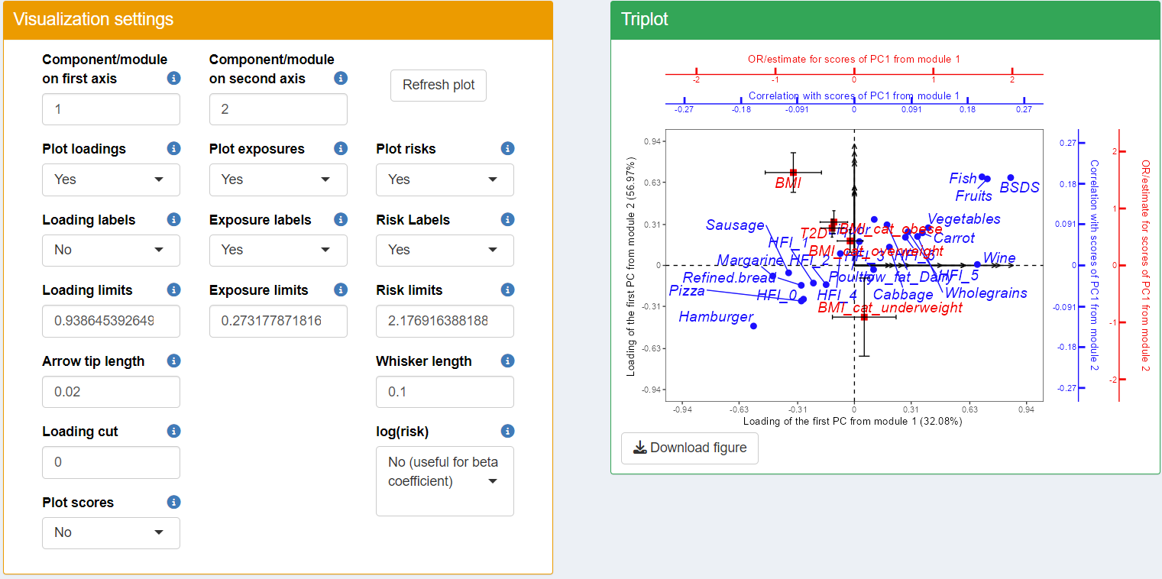 Visualization settings
Component/module on first axis
Component/module on second axis
Refresh plot
1
2
Plot loadings
Plot exposures
Plot risks
Yes
Yes
Yes
Loading labels
Exposure labels
Risk Labels
No
Yes
Yes
Loading limits
Exposure limits
Risk limits
0.938645392649
0.273177871816
2.176916388188
Arrow tip length
Whisker length
0.02
0.1
Loading cut
log(risk)
0
No (useful for beta coefficient)
Plot scores
No
Triplot
OR/estimate for scores of PC1 from module 1
-2
-1
0
1
2
Correlation with scores of PC1 from module 1
-0.27
-0.18
-0.091
0
0.091
0.18
0.27
0.94
0.63
0.31
0
-0.31
-0.63
-0.94
Loading of the first PC from module 2 (56.97%)
BMI
Fish
Fruits
BSDS
Sausage
Vegetables
Carrot
T2D
BMI_cat_obese
HFI_1
Margarine
HFI_2
HFI_3
Wine
Refined.bread
HFI_5
Pizza
HFI_0
HFI_4
Cabbage
Wholegrains
Hamburger
BMT_cat_underweight
-0.94
-0.63
-0.31
0
0.31
0.63
0.94
Loading of the first PC from module 1 (32.08%)
0.27
0.18
0.091
0
-0.091
-0.18
-0.27
Correlation with scores of PC1 from module 2
2
1
0
-1
-2
OR/estimate for scores of PC1 from module 2
Download figure